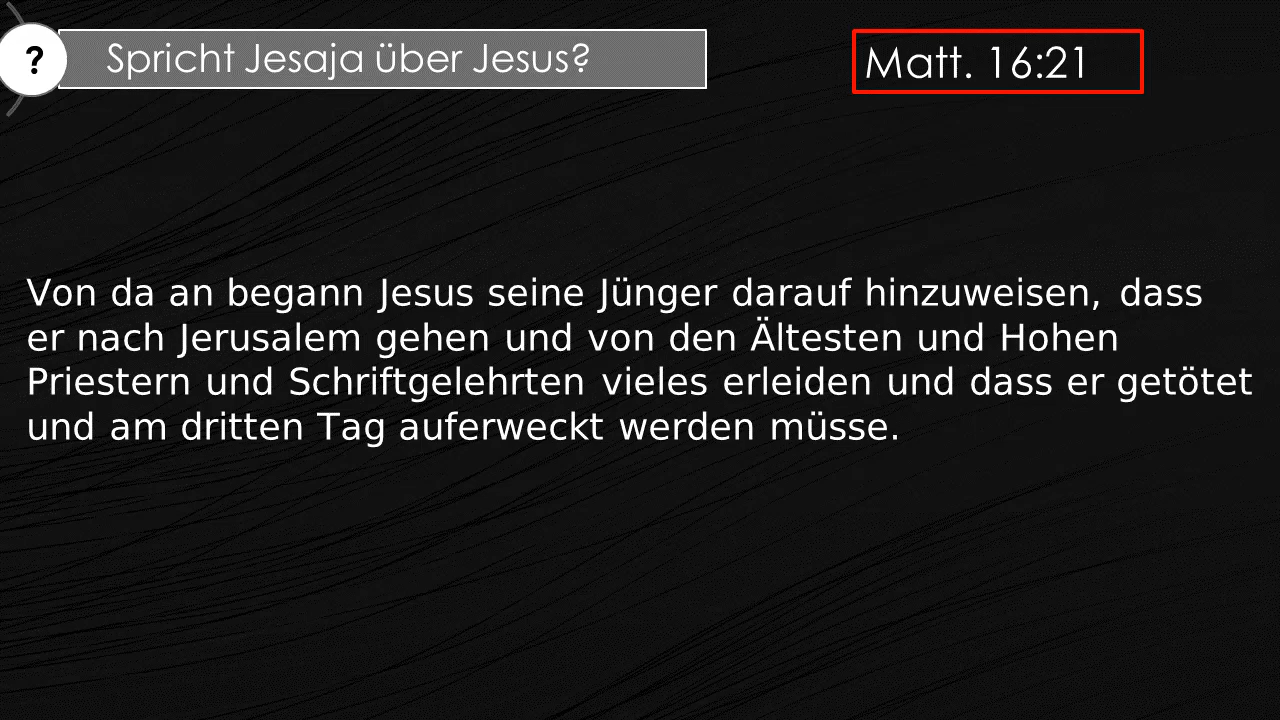 ?
Spricht Jesaja über Jesus?
Matt. 16:21
Von da an begann Jesus seine Jünger darauf hinzuweisen, dass
er nach Jerusalem gehen und von den Ältesten und Hohen
Priestern und Schriftgelehrten vieles erleiden und dass er getötet
und am dritten Tag auferweckt werden müsse.